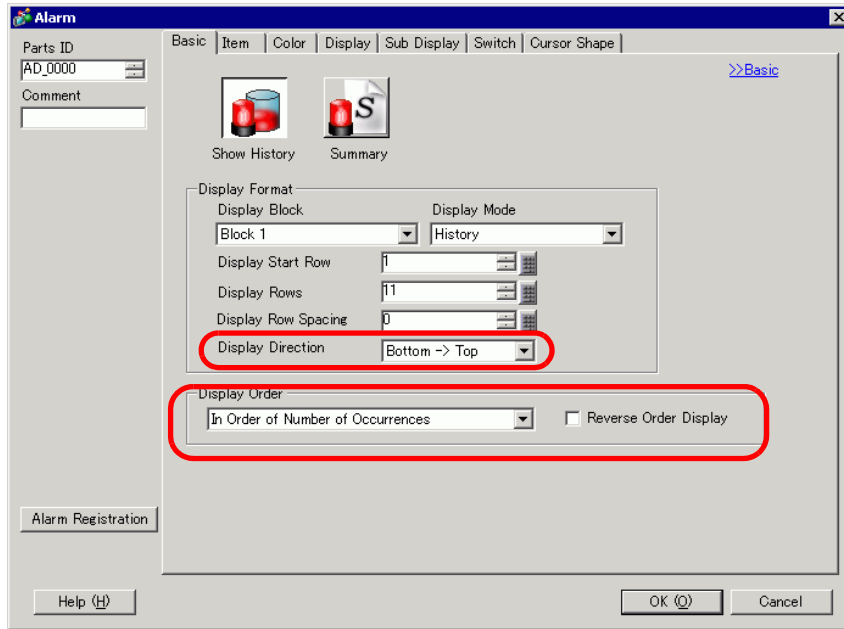 Alarm
Parts ID
AD_0000
Comment
Basic Item Color Display Sub Display Switch Cursor Shape
>>Basic
S
Show History Summary
Display Format
Display Block Display Mode
Block 1 History
Display Start Row 1
Display Rows 11
Display Row Spacing 0
Display Direction Bottom -> Top
Display Order
In Order of Number of Occurrences Reverse Order Display
Alarm Registration
Help (H) OK (O) Cancel